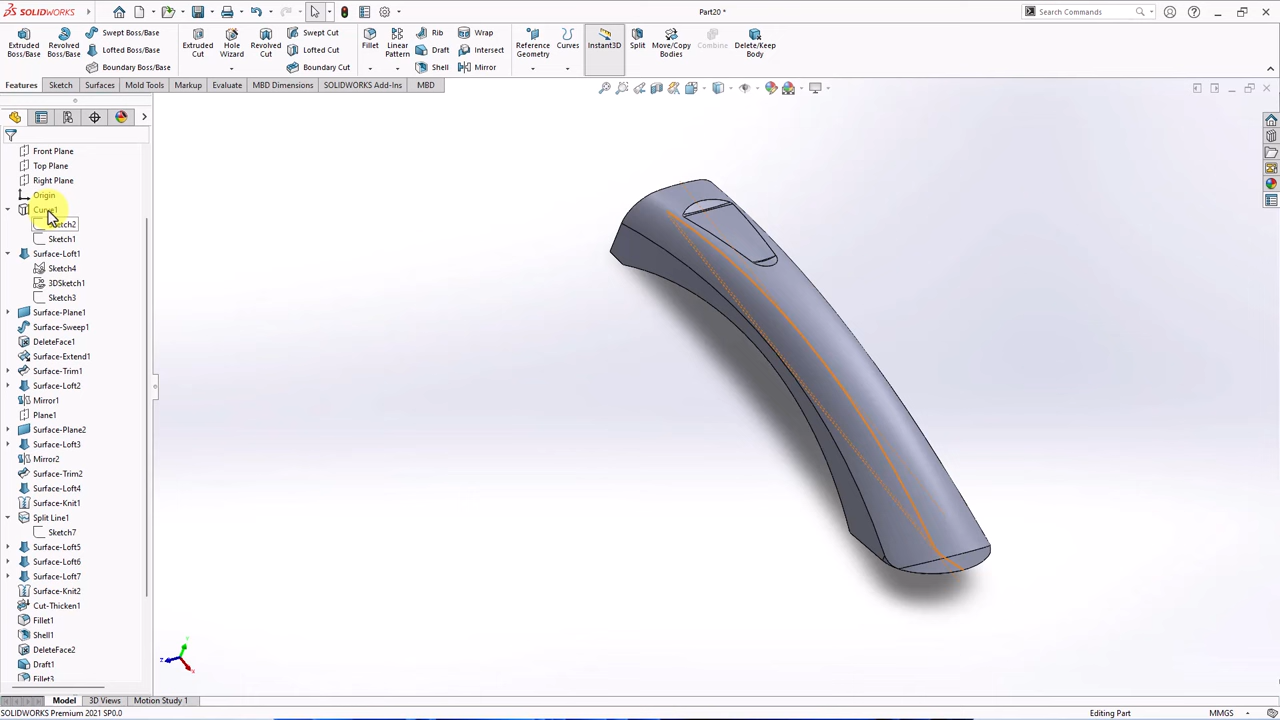 SOLIDWORKS
Part20 *
Search Commands
Extruded Boss/Base
Revolved Boss/Base
Swept Boss/Base
Lofted Boss/Base
Boundary Boss/Base
Extruded Cut
Hole Wizard
Revolved Cut
Swept Cut
Lofted Cut
Boundary Cut
Fillet
Linear Pattern
Rib
Draft
Shell
Wrap
Intersect
Mirror
Reference Geometry
Curves
Instant3D
Split
Move/Copy Bodies
Combine
Delete/Keep Body
Features
Sketch
Surfaces
Mold Tools
Markup
Evaluate
MBD Dimensions
SOLIDWORKS Add-Ins
MBD
Front Plane
Top Plane
Right Plane
Origin
Curve1
Sketch2
Sketch1
Surface-Loft1
Sketch4
3DSketch1
Sketch3
Surface-Plane1
Surface-Sweep1
DeleteFace1
Surface-Extend1
Surface-Trim1
Surface-Loft2
Mirror1
Plane1
Surface-Plane2
Surface-Loft3
Mirror2
Surface-Trim2
Surface-Loft4
Surface-Knit1
Split Line1
Sketch7
Surface-Loft5
Surface-Loft6
Surface-Loft7
Surface-Knit2
Cut-Thicken1
Fillet1
Shell1
DeleteFace2
Draft1
Fillet3
Model
3D Views
Motion Study 1
SOLIDWORKS Premium 2021 SP0.0
Editing Part
MMGS